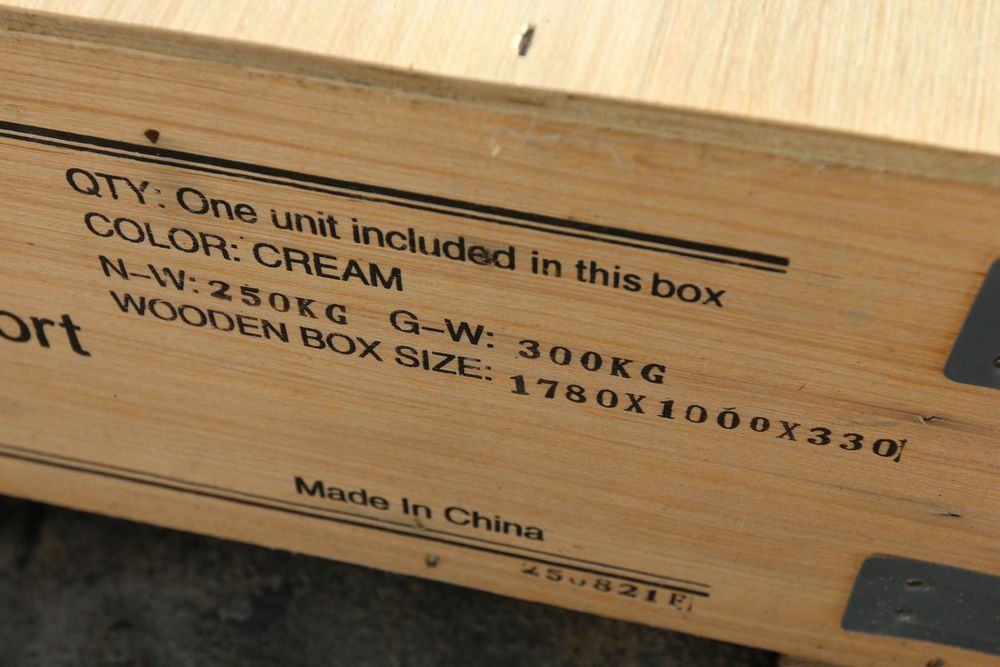 QTY: One unit included in this box
COLOR: CREAM
N-W: 250KG G-W: 300KG
WOODEN BOX SIZE: 1780X1000X330
ort
Made In China
250821E